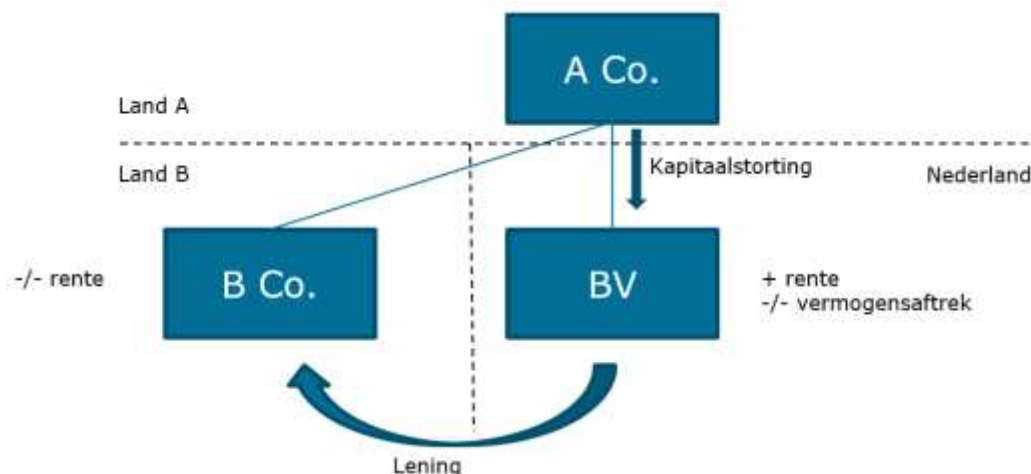 A Co.
Land A
Kapitaalstorting
Land B
Nederland
-/- rente
B Co.
BV
+ rente
-/- vermogensaftrek
Lening